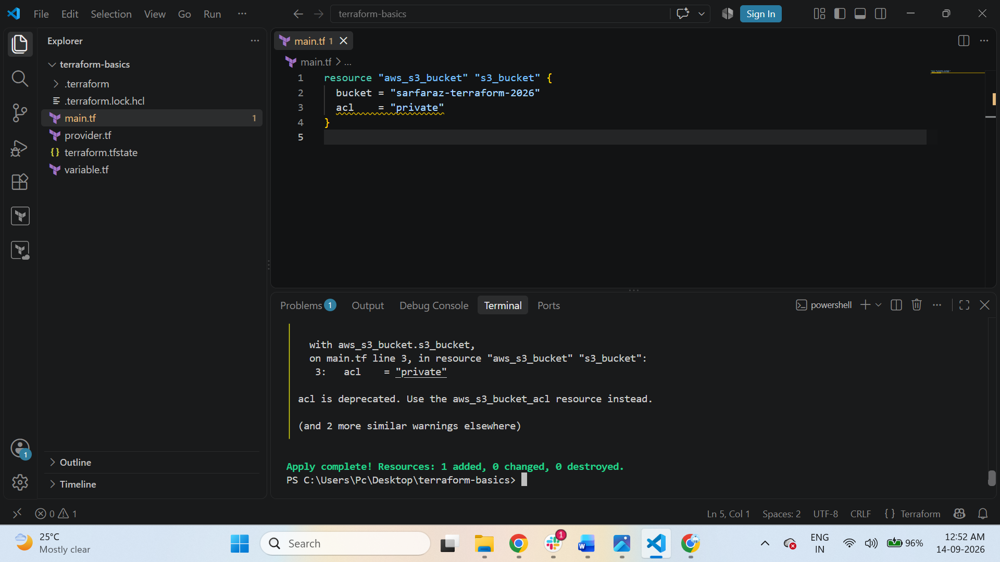 File Edit Selection View Go Run ...
terraform-basics
Sign In
Explorer
terraform-basics
.terraform
.terraform.lock.hcl
main.tf 1
provider.tf
terraform.tfstate
variable.tf
Outline
Timeline
main.tf 1
main.tf > ...
1 resource "aws_s3_bucket" "s3_bucket" {
2 bucket = "sarfaraz-terraform-2026"
3 acl    = "private"
4 }
5
Problems 1 Output Debug Console Terminal Ports
powershell
with aws_s3_bucket.s3_bucket,
on main.tf line 3, in resource "aws_s3_bucket" "s3_bucket":
3:   acl    = "private"
acl is deprecated. Use the aws_s3_bucket_acl resource instead.
(and 2 more similar warnings elsewhere)
Apply complete! Resources: 1 added, 0 changed, 0 destroyed.
PS C:\Users\Pc\Desktop\terraform-basics>
1
0 1
Ln 5, Col 1 Spaces: 2 UTF-8 CRLF { } Terraform
25°C
Mostly clear
Search
1
W
ENG
IN
96%
12:52 AM
14-09-2026